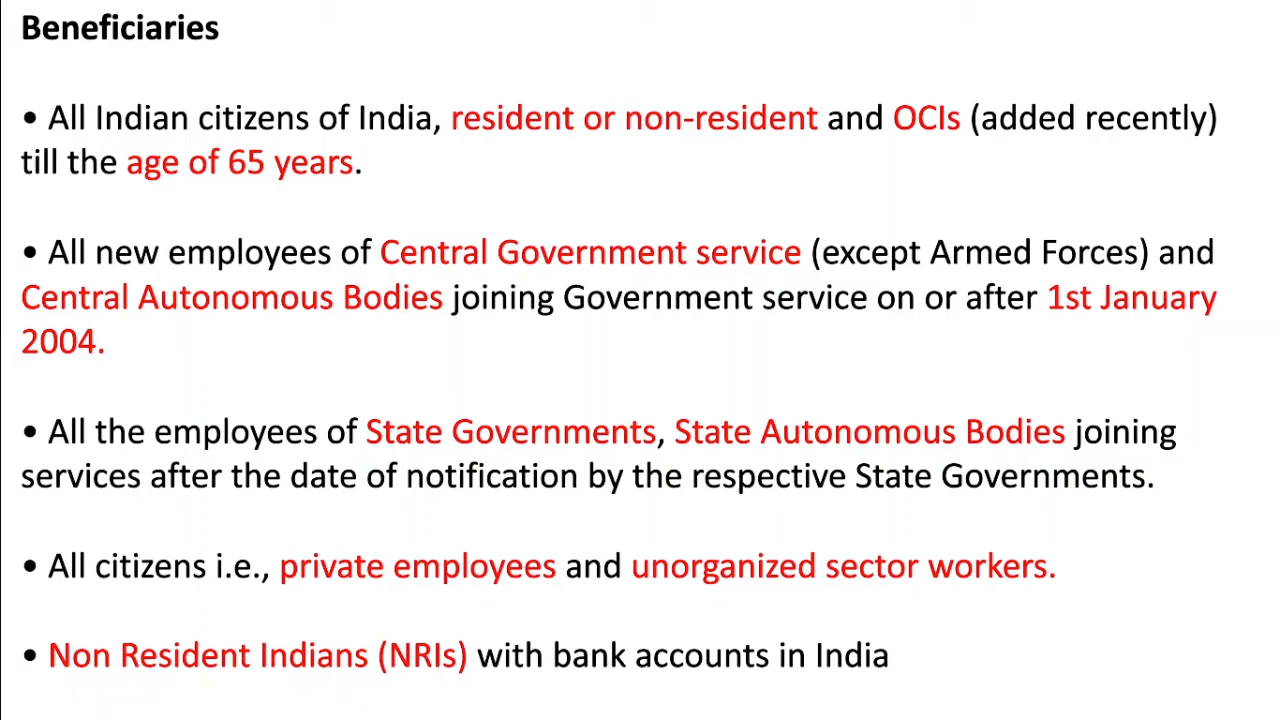 Beneficiaries
• All Indian citizens of India, resident or non-resident and OCIs (added recently)
till the age of 65 years.
• All new employees of Central Government service (except Armed Forces) and
Central Autonomous Bodies joining Government service on or after 1st January
2004.
• All the employees of State Governments, State Autonomous Bodies joining
services after the date of notification by the respective State Governments.
• All citizens i.e., private employees and unorganized sector workers.
• Non Resident Indians (NRIs) with bank accounts in India